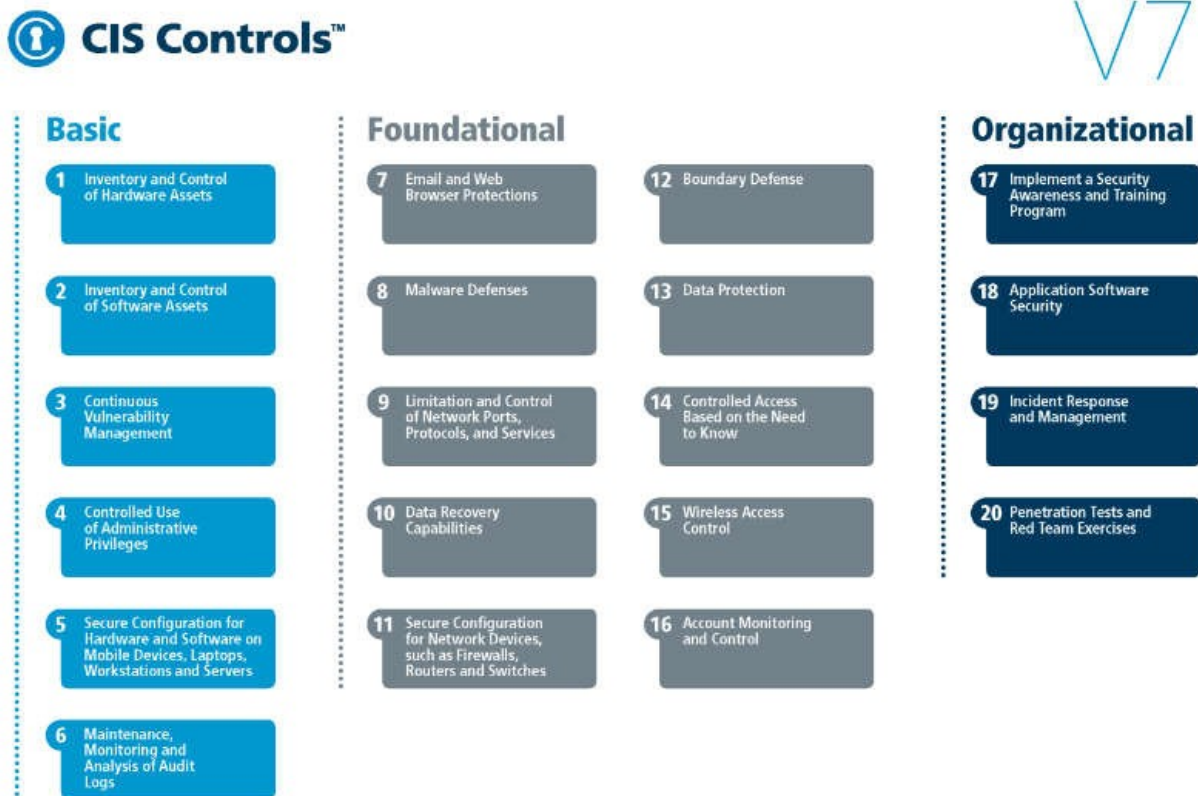 CIS Controls™
V7
Basic
1 Inventory and Control
of Hardware Assets
2 Inventory and Control
of Software Assets
3 Continuous
Vulnerability
Management
4 Controlled Use
of Administrative
Privileges
5 Secure Configuration for
Hardware and Software on
Mobile Devices, Laptops,
Workstations and Servers
6 Maintenance,
Monitoring and
Analysis of Audit
Logs
Foundational
7 Email and Web
Browser Protections
8 Malware Defenses
9 Limitation and Control
of Network Ports,
Protocols, and Services
10 Data Recovery
Capabilities
11 Secure Configuration
for Network Devices,
such as Firewalls,
Routers and Switches
12 Boundary Defense
13 Data Protection
14 Controlled Access
Based on the Need
to Know
15 Wireless Access
Control
16 Account Monitoring
and Control
Organizational
17 Implement a Security
Awareness and Training
Program
18 Application Software
Security
19 Incident Response
and Management
20 Penetration Tests and
Red Team Exercises